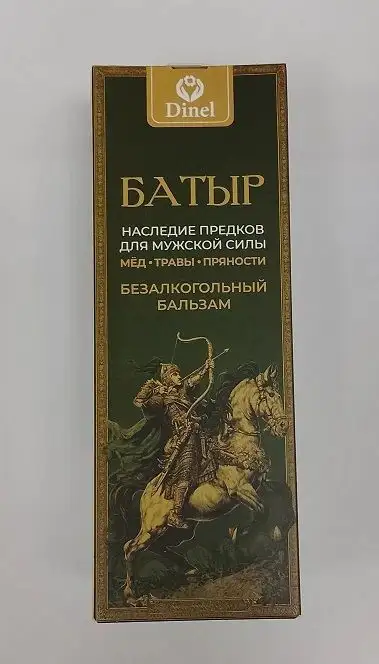 Dinel
БАТЫР
НАСЛЕДИЕ ПРЕДКОВ
ДЛЯ МУЖСКОЙ СИЛЫ
МЁД • ТРАВЫ • ПРЯНОСТИ
БЕЗАЛКОГОЛЬНЫЙ
БАЛЬЗАМ